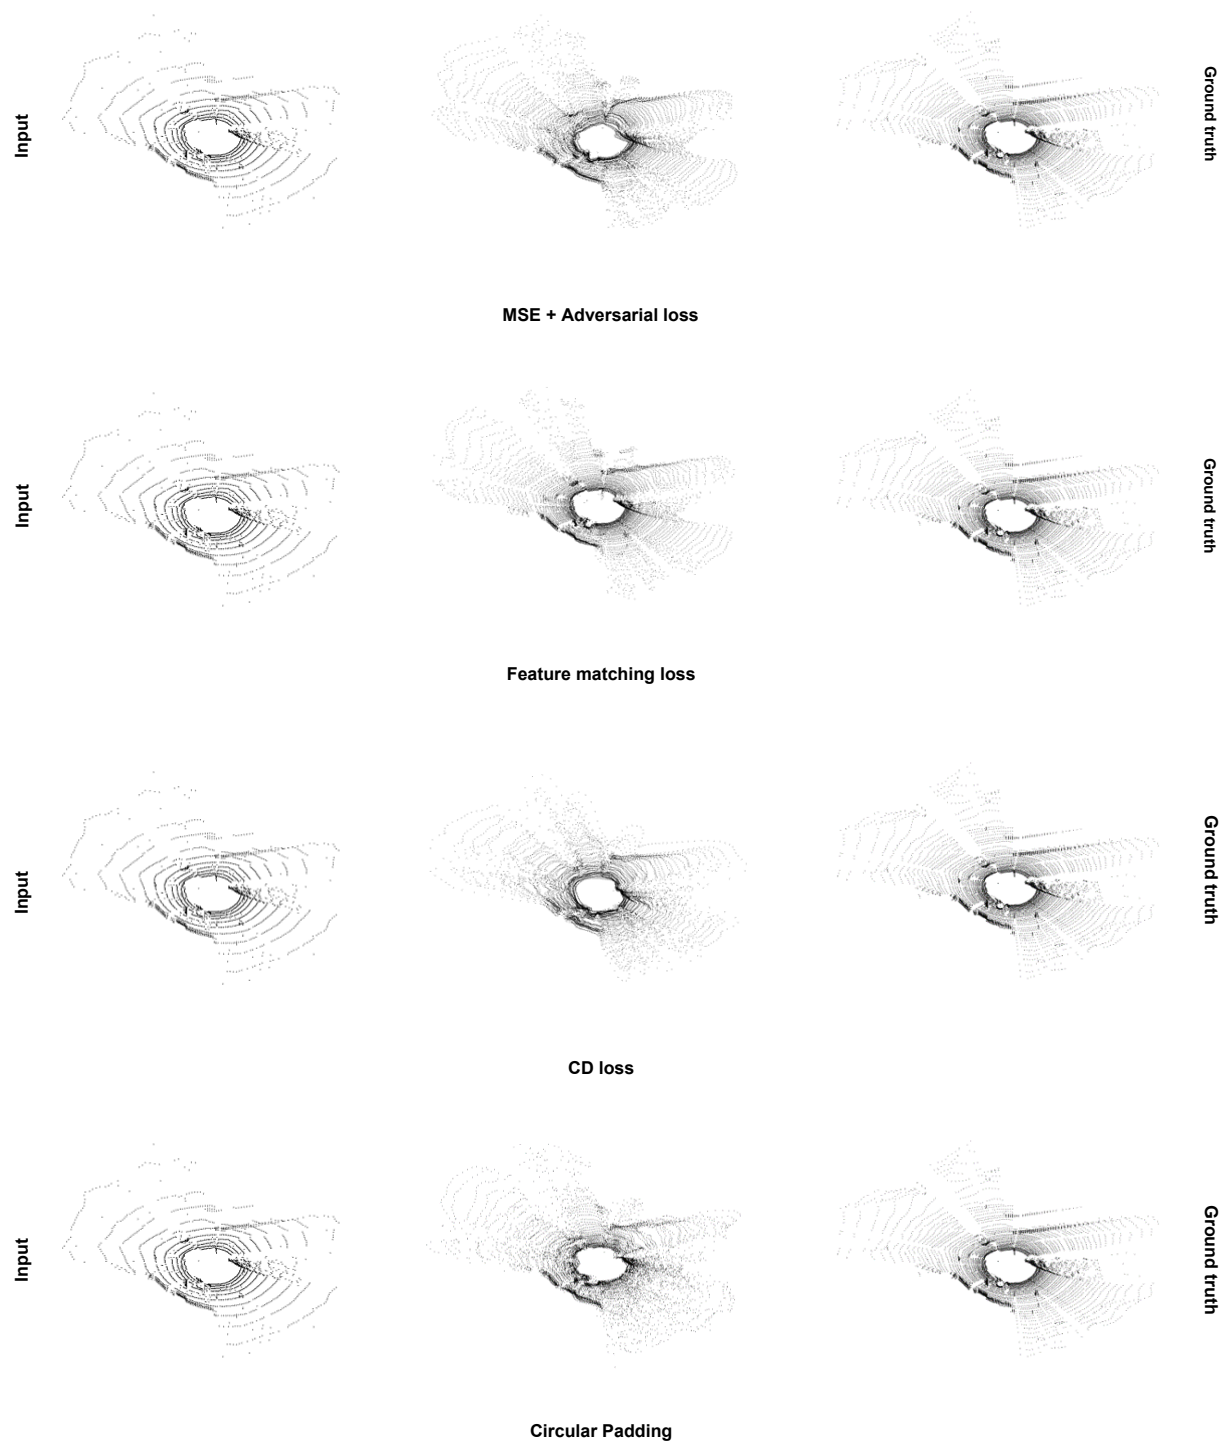 Input
Ground truth
MSE + Adversarial loss
Input
Ground truth
Feature matching loss
Input
Ground truth
CD loss
Input
Ground truth
Circular Padding